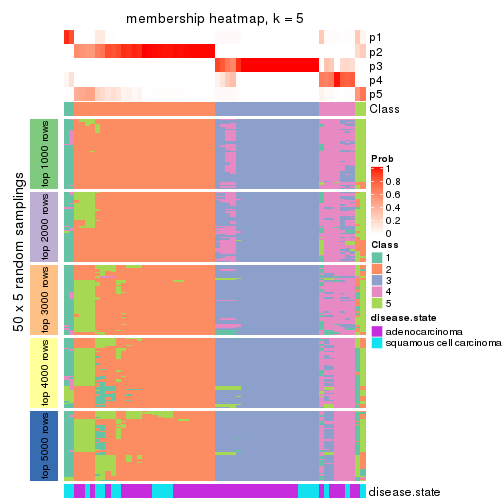 membership heatmap, k = 5
p1
p2
p3
p4
p5
Class
50 x 5 random samplings
top 1000 rows
top 2000 rows
top 3000 rows
top 4000 rows
top 5000 rows
Prob
1
0.8
0.6
0.4
0.2
0
Class
1
2
3
4
5
disease.state
adenocarcinoma
squamous cell carcinoma
disease.state